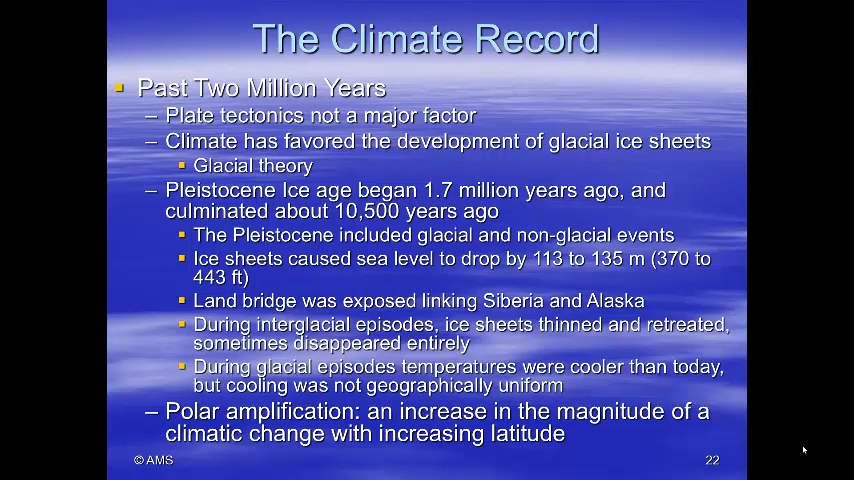 The Climate Record
▪ Past Two Million Years
– Plate tectonics not a major factor
– Climate has favored the development of glacial ice sheets
▪ Glacial theory
– Pleistocene Ice age began 1.7 million years ago, and
culminated about 10,500 years ago
▪ The Pleistocene included glacial and non-glacial events
▪ Ice sheets caused sea level to drop by 113 to 135 m (370 to
443 ft)
▪ Land bridge was exposed linking Siberia and Alaska
▪ During interglacial episodes, ice sheets thinned and retreated,
sometimes disappeared entirely
▪ During glacial episodes temperatures were cooler than today,
but cooling was not geographically uniform
– Polar amplification: an increase in the magnitude of a
climatic change with increasing latitude
© AMS
22